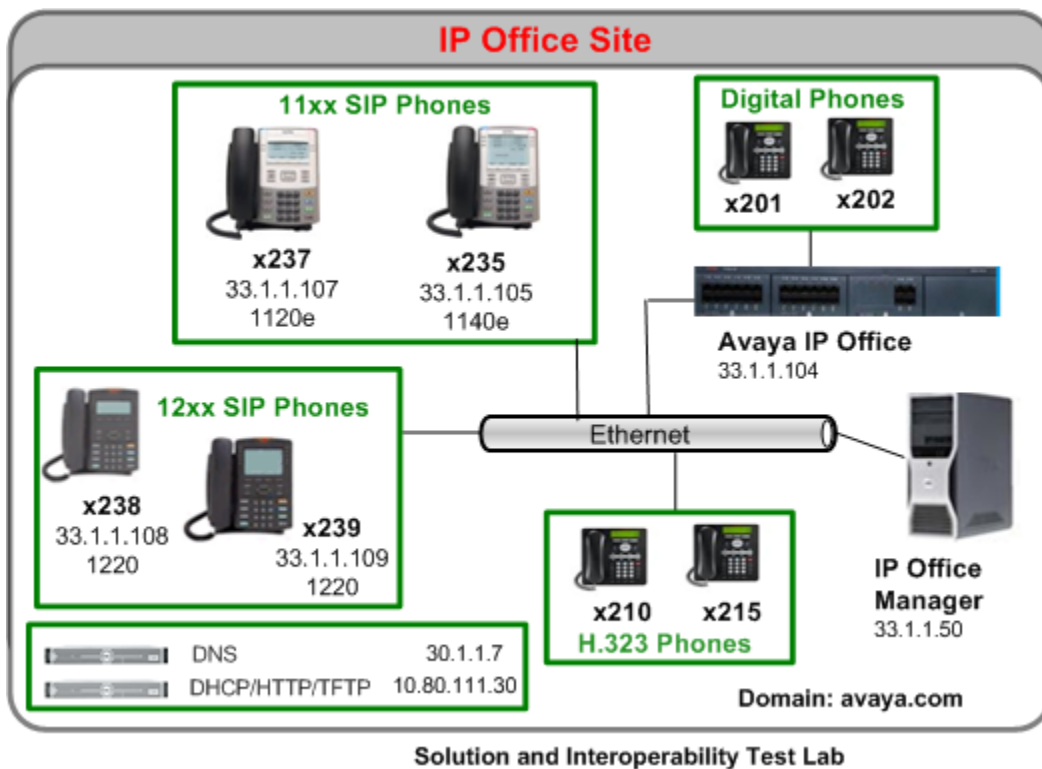 IP Office Site
11xx SIP Phones
x237
33.1.1.107
1120e
x235
33.1.1.105
1140e
Digital Phones
x201
x202
Avaya IP Office
33.1.1.104
12xx SIP Phones
x238
33.1.1.108
1220
x239
33.1.1.109
1220
Ethernet
x210
x215
H.323 Phones
IP Office
Manager
33.1.1.50
DNS 30.1.1.7
DHCP/HTTP/TFTP 10.80.111.30
Domain: avaya.com
Solution and Interoperability Test Lab